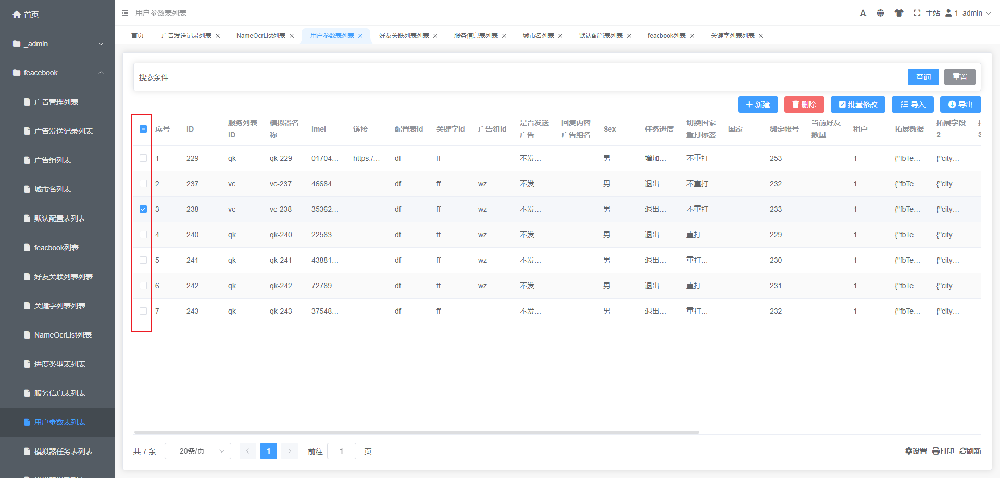 首页
_admin
feacebook
广告管理列表
广告发送记录列表
广告组列表
城市名列表
默认配置表列表
feacbook列表
好友关联列表列表
关键字列表列表
NameOcrList列表
进度类型表列表
服务信息表列表
用户参数表列表
模拟器任务表列表
用户参数表列表
主站 1_admin
首页 广告发送记录列表 NameOcrList列表 用户参数表列表 好友关联列表列表 服务信息表列表 城市名列表 默认配置表列表 feacbook列表 关键字列表列表
搜索条件 查询 重置
新建 删除 批量修改 导入 导出
序号 ID 服务列表ID 模拟器名称 Imei 链接 配置表id 关键字id 广告组id 是否发送广告 回复内容广告组名 Sex 任务进度 切换国家重打标签 国家 绑定帐号 当前好友数量 租户 拓展数据 拓展字段2
1 229 qk qk-229 01704... https:/... df ff 不发... 男 增加... 不重打 253 1 {"fbTe... {"city...
2 237 vc vc-237 46684... df ff wz 不发... 男 退出... 不重打 232 1 {"fbTe... {"city...
3 238 vc vc-238 35362... df ff wz 不发... 男 退出... 不重打 233 1 {"fbTe... {"city...
4 240 qk qk-240 22583... df ff wz 不发... 男 退出... 重打... 229 1 {"fbTe... {"city...
5 241 qk qk-241 43881... df ff wz 不发... 男 退出... 重打... 230 1 {"fbTe... {"city...
6 242 qk qk-242 72789... df ff wz 不发... 男 退出... 重打... 231 1 {"fbTe... {"city...
7 243 qk qk-243 37548... df ff 不发... 男 退出... 重打... 232 1 {"fbTe... {"city...
共 7 条 20条/页 1 前往 1 页 设置 打印 刷新